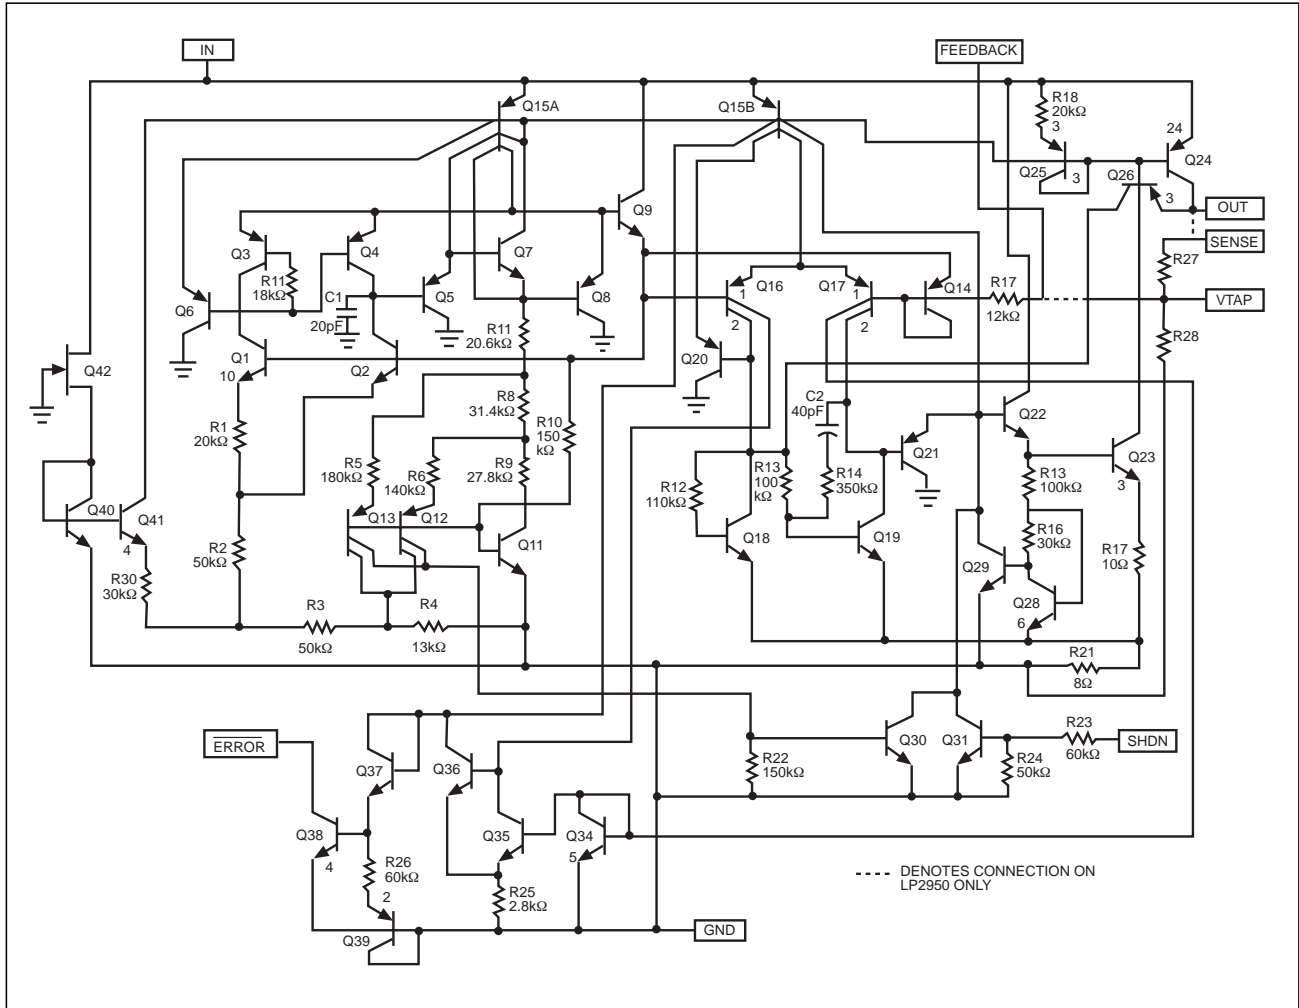 IN
FEEDBACK
Q15A
Q15B
R18
20kΩ
3
24
Q25
3
Q26
Q24
3
OUT
Q9
Q3
Q4
Q7
SENSE
R11
18kΩ
C1
20pF
Q5
Q8
Q6
Q16
1
2
Q17
1
2
Q14
R17
12kΩ
R27
VTAP
R11
20.6kΩ
Q42
Q1
10
Q2
Q20
R28
R8
31.4kΩ
C2
40pF
Q22
R1
20kΩ
R10
150
kΩ
R5
180kΩ
R6
140kΩ
R9
27.8kΩ
Q21
Q23
3
R12
110kΩ
R13
100
kΩ
R14
350kΩ
R13
100kΩ
Q40
Q41
4
Q13
Q12
Q11
Q18
Q19
R16
30kΩ
R17
10Ω
R2
50kΩ
Q29
R30
30kΩ
Q28
6
R3
50kΩ
R4
13kΩ
R21
8Ω
ERROR
Q37
Q36
R22
150kΩ
Q30
Q31
R24
50kΩ
R23
60kΩ
SHDN
Q38
4
Q35
Q34
5
R26
60kΩ
2
R25
2.8kΩ
DENOTES CONNECTION ON
LP2950 ONLY
Q39
GND